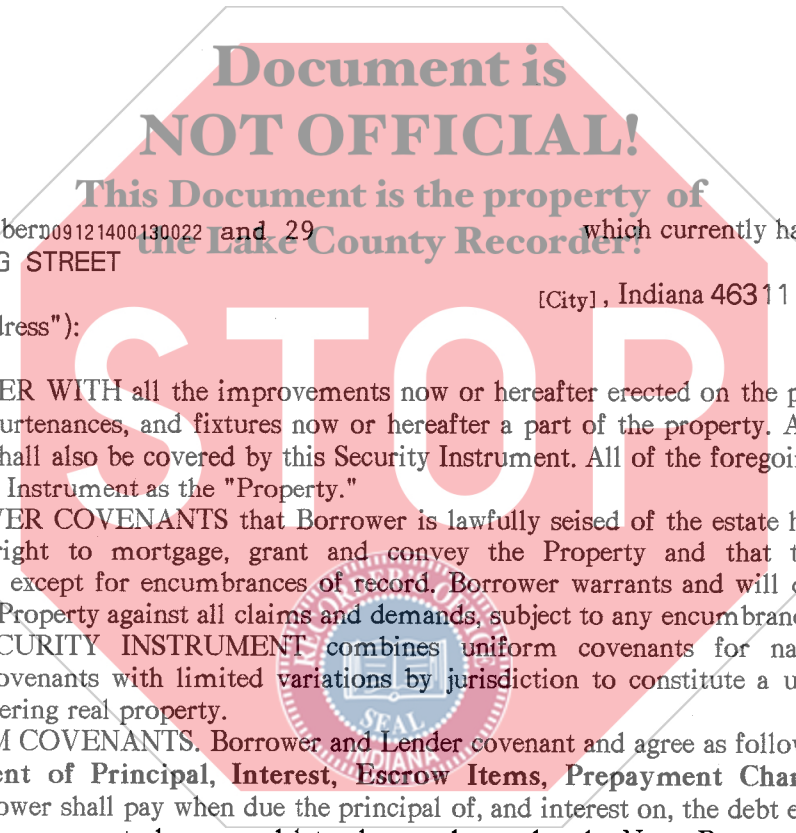 Document is
NOT OFFICIAL!
This Document is the property of
the Lake County Recorder!
bern09121400130022 and 29 which currently ha
G STREET
[City] , Indiana 46311
dress"):
STOP
ER WITH all the improvements now or hereafter erected on the p
urtenances, and fixtures now or hereafter a part of the property. A
hall also be covered by this Security Instrument. All of the foregoi
Instrument as the "Property."
VER COVENANTS that Borrower is lawfully seised of the estate h
right to mortgage, grant and convey the Property and that t
except for encumbrances of record. Borrower warrants and will
Property against all claims and demands, subject to any encumbranc
CURITY INSTRUMENT combines uniform covenants for na
ovenants with limited variations by jurisdiction to constitute a u
ering real property.
RECORDER'S OFFICE
SEAL
INDIANA
M COVENANTS. Borrower and Lender covenant and agree as follow
ent of Principal, Interest, Escrow Items, Prepayment Char
ower shall pay when due the principal of, and interest on, the debt e